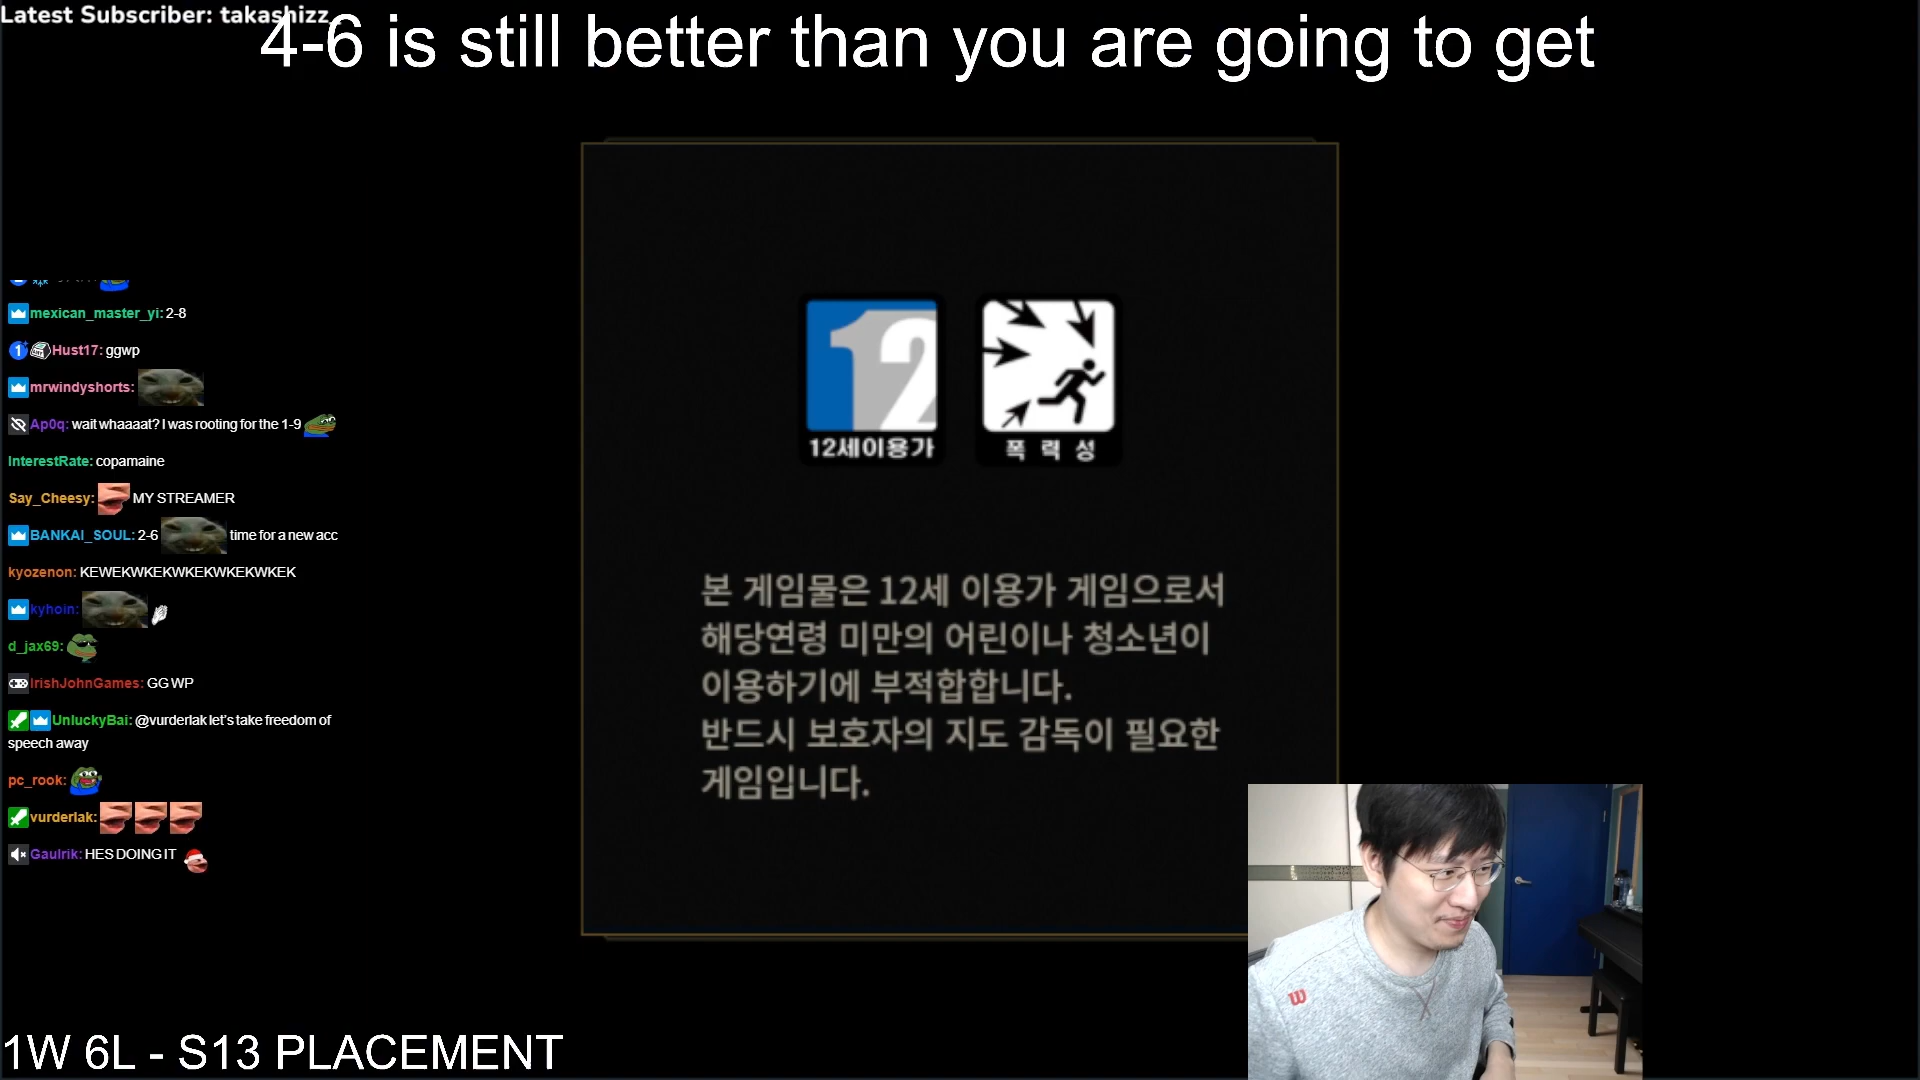 Latest Subscriber: takashizz
4-6 is still better than you are going to get
mexican_master_yi: 2-8
Hust17: ggwp
mrwindyshorts:
Ap0q: wait whaaaat? I was rooting for the 1-9
InterestRate: copamaine
Say_Cheesy: MY STREAMER
BANKAI_SOUL: 2-6 time for a new acc
kyozenon: KEWEKWKEKWKEKWKEKWKEK
kyhoin:
d_jax69:
IrishJohnGames: GG WP
UnluckyBai: @vurderlak let's take freedom of
speech away
pc_rook:
vurderlak:
Gaulrik: HES DOING IT
12
12세이용가
폭력성
본 게임물은 12세 이용가 게임으로서
해당연령 미만의 어린이나 청소년이
이용하기에 부적합합니다.
반드시 보호자의 지도 감독이 필요한
게임입니다.
W
1W 6L - S13 PLACEMENT